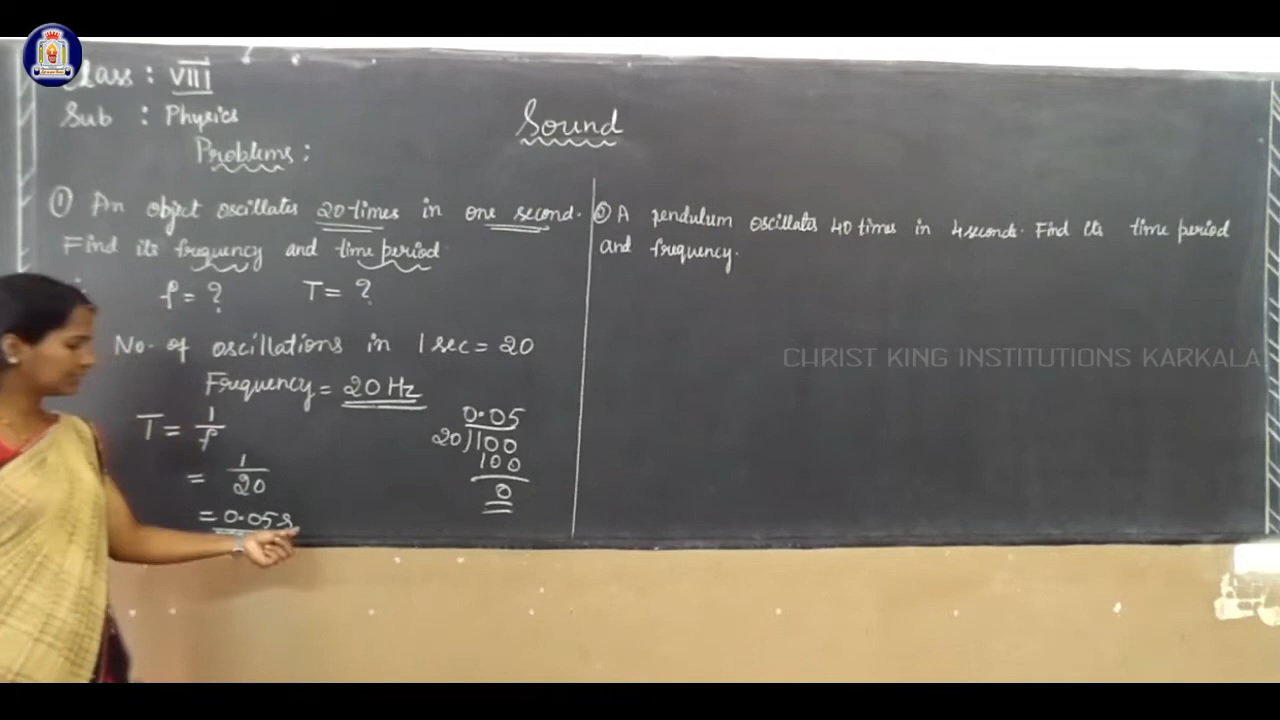 Class : VIII
Sub : Physics
Sound
Problems :
① An object oscillates 20 times in one second.
Find its frequency and time period.
f = ? T = ?
No. of oscillations in 1 sec = 20
Frequency = 20 Hz
T = 1/f
= 1/20
= 0.05 s
0.05
20)100
100
0
② A pendulum oscillates 40 times in 4 seconds. Find its time period
and frequency.
CHRIST KING INSTITUTIONS KARKALA